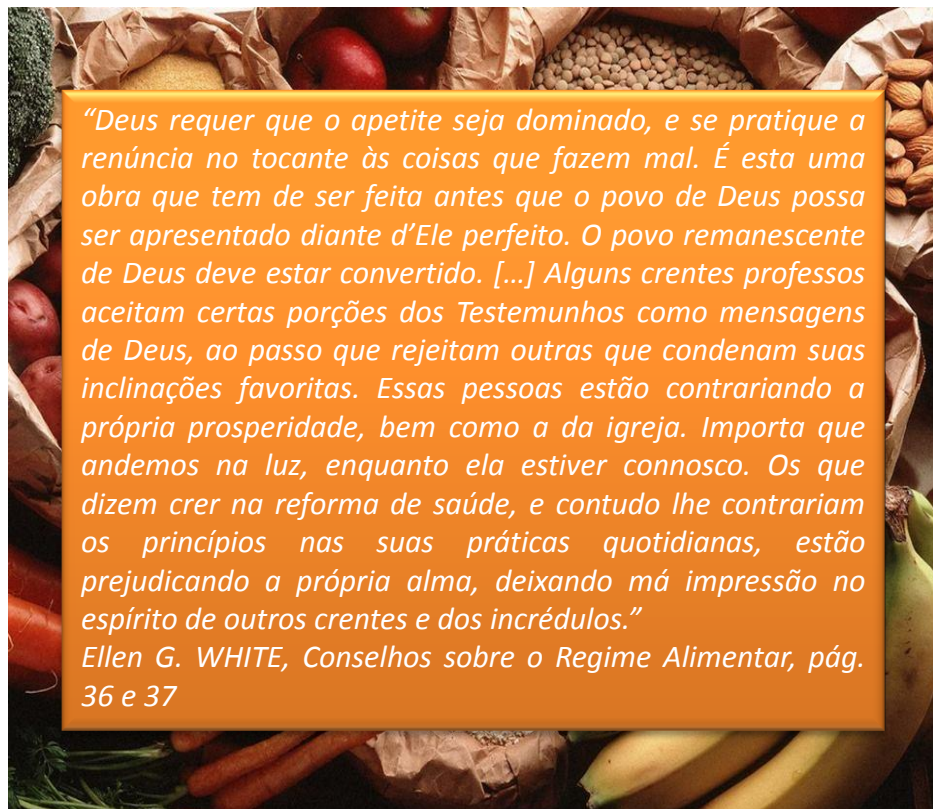 “Deus requer que o apetite seja dominado, e se pratique a
renúncia no tocante às coisas que fazem mal. É esta uma
obra que tem de ser feita antes que o povo de Deus possa
ser apresentado diante d’Ele perfeito. O povo remanescente
de Deus deve estar convertido. […] Alguns crentes professos
aceitam certas porções dos Testemunhos como mensagens
de Deus, ao passo que rejeitam outras que condenam suas
inclinações favoritas. Essas pessoas estão contrariando a
própria prosperidade, bem como a da igreja. Importa que
andemos na luz, enquanto ela estiver connosco. Os que
dizem crer na reforma de saúde, e contudo lhe contrariam
os princípios nas suas práticas quotidianas, estão
prejudicando a própria alma, deixando má impressão no
espírito de outros crentes e dos incrédulos.”
Ellen G. WHITE, Conselhos sobre o Regime Alimentar, pág.
36 e 37